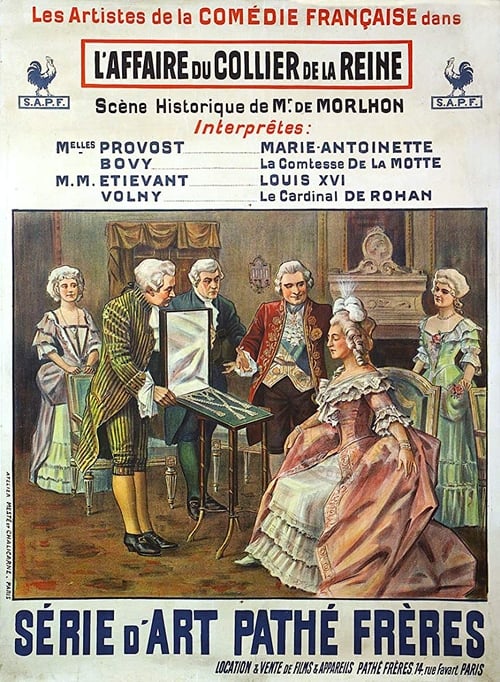 Les Artistes de la COMÉDIE FRANÇAISE dans
L'AFFAIRE DU COLLIER DE LA REINE
S.A.P.F.
S.A.P.F.
Scène Historique de Mr. DE MORLHON
Interprêtes:
Melles PROVOST MARIE-ANTOINETTE
BOVY La Comtesse DE LA MOTTE
M.M. ETIEVANT LOUIS XVI
VOLNY Le Cardinal DE ROHAN
SÉRIE D'ART PATHÉ FRÈRES
LOCATION & VENTE DE FILMS & APPAREILS PATHÉ FRÈRES 14, rue Favart PARIS